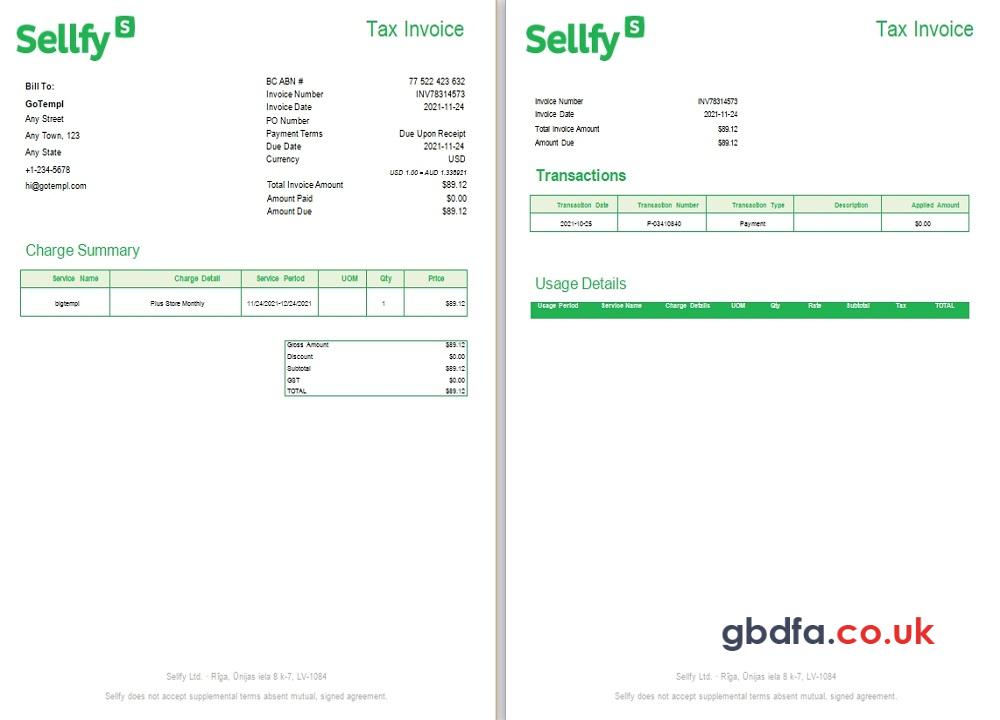 Sellfy S
Tax Invoice
Bill To:
GoTempl
Any Street
Any Town, 123
Any State
+1-234-5678
hi@gotempl.com
BC ABN # 77 522 423 632
Invoice Number INV78314573
Invoice Date 2021-11-24
PO Number
Payment Terms Due Upon Receipt
Due Date 2021-11-24
Currency USD
USD 1.00 = AUD 1.335931
Total Invoice Amount $89.12
Amount Paid $0.00
Amount Due $89.12
Charge Summary
Service Name Charge Detail Service Period UOM Qty Price
bigtempl Plus Store Monthly 11/24/2021-12/24/2021 1 $89.12
Gross Amount $89.12
Discount $0.00
Subtotal $89.12
GST $0.00
TOTAL $89.12
Sellfy Ltd. · Rīga, Ūnijas iela 8 k-7, LV-1084
Sellfy does not accept supplemental terms absent mutual, signed agreement.
Sellfy S
Tax Invoice
Invoice Number INV78314573
Invoice Date 2021-11-24
Total Invoice Amount $89.12
Amount Due $89.12
Transactions
Transaction Date Transaction Number Transaction Type Description Applied Amount
2021-10-25 P-03410840 Payment $0.00
Usage Details
Usage Period Service Name Charge Details UOM Qty Rate Subtotal Tax TOTAL
gbdfa.co.uk
Sellfy Ltd. · Rīga, Ūnijas iela 8 k-7, LV-1084
Sellfy does not accept supplemental terms absent mutual, signed agreement.